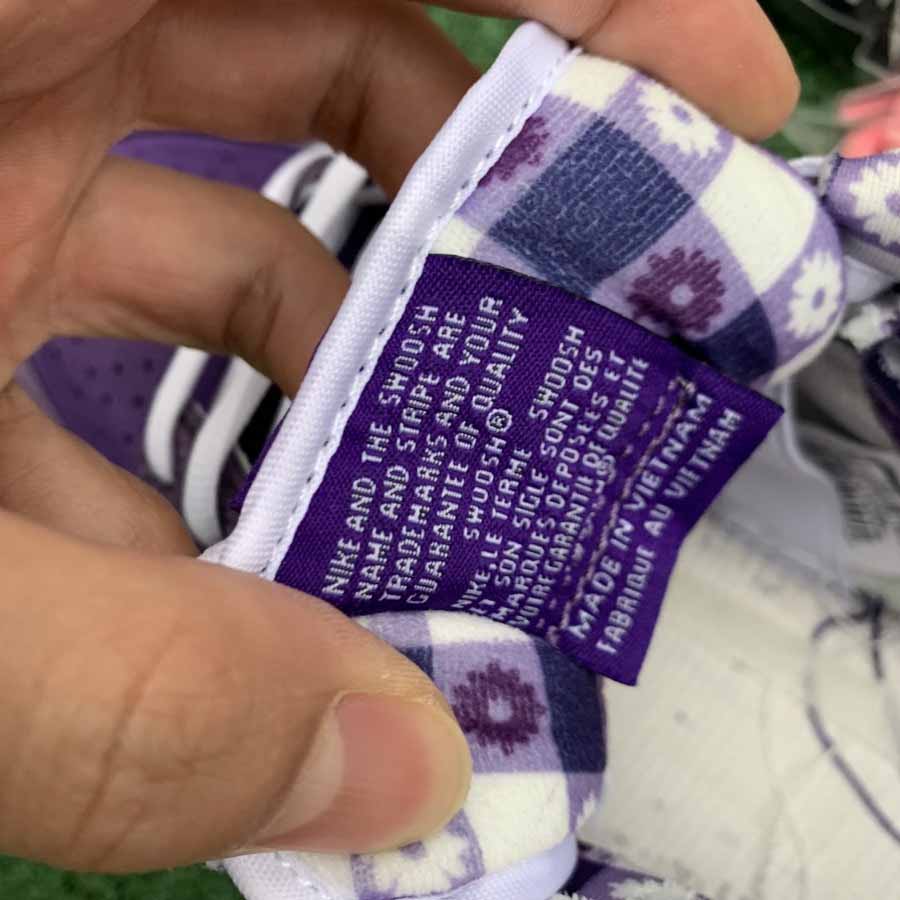 NIKE AND THE SWOOSH
NAME AND STRIPE ARE
TRADEMARKS AND YOUR
GUARANTEE OF QUALITY
SWOOSH®
NIKE, LE TERME SWOOSH
ET SON SIGLE SONT DES
MARQUES DEPOSEES ET
VOTRE GARANTIE DE QUALITE
MADE IN VIETNAM
FABRIQUE AU VIETNAM